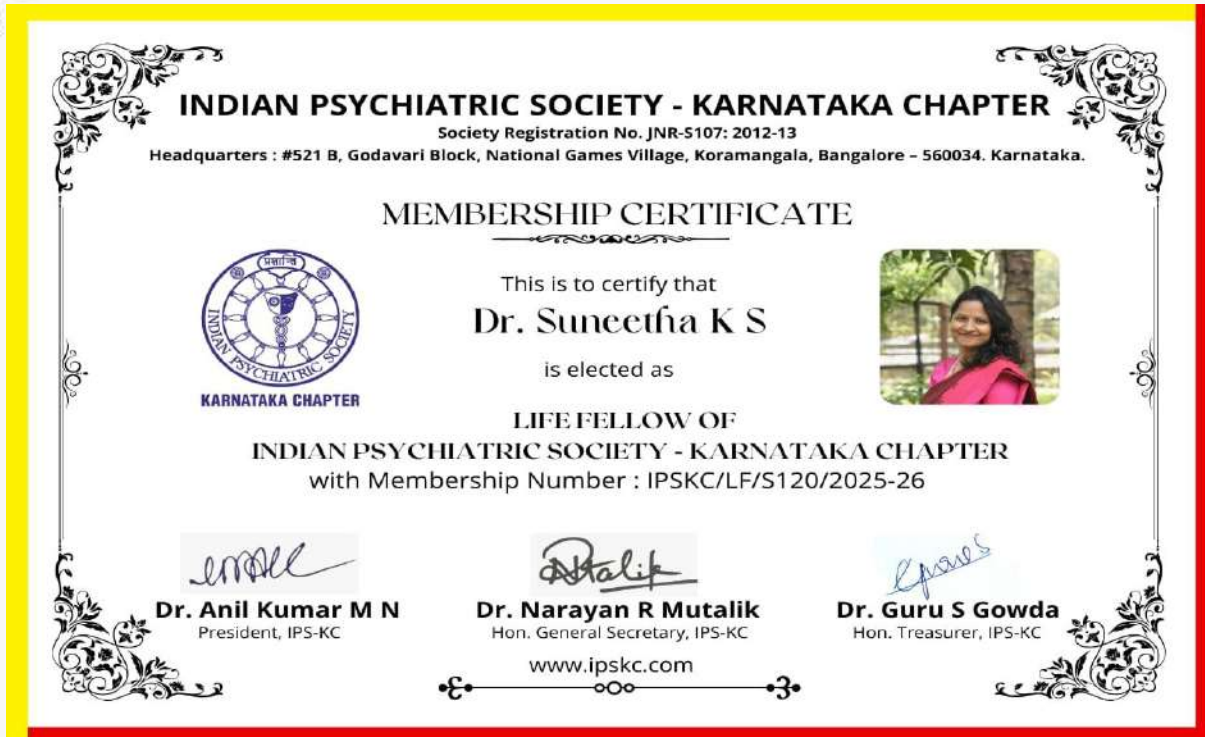 INDIAN PSYCHIATRIC SOCIETY - KARNATAKA CHAPTER
Society Registration No. JNR-S107: 2012-13
Headquarters : #521 B, Godavari Block, National Games Village, Koramangala, Bangalore – 560034. Karnataka.
MEMBERSHIP CERTIFICATE
प्रशान्ति
INDIAN PSYCHIATRIC SOCIETY
KARNATAKA CHAPTER
This is to certify that
Dr. Suneetha K S
is elected as
LIFE FELLOW OF
INDIAN PSYCHIATRIC SOCIETY - KARNATAKA CHAPTER
with Membership Number : IPSKC/LF/S120/2025-26
Dr. Anil Kumar M N
President, IPS-KC
Dr. Narayan R Mutalik
Hon. General Secretary, IPS-KC
Dr. Guru S Gowda
Hon. Treasurer, IPS-KC
www.ipskc.com